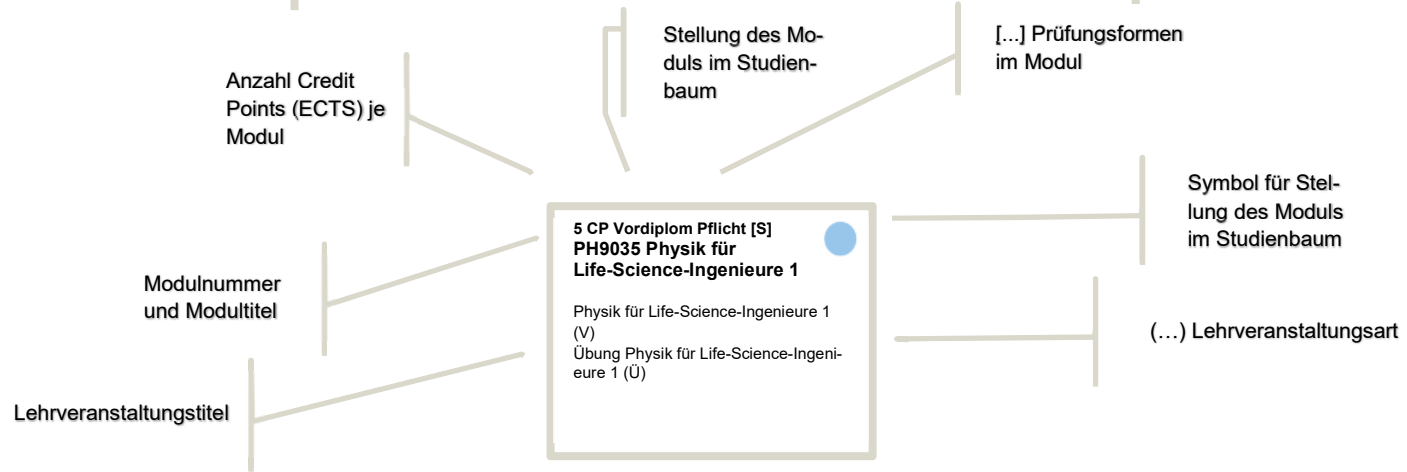 Stellung des Mo-
duls im Studien-
baum
[...] Prüfungsformen
im Modul
Anzahl Credit
Points (ECTS) je
Modul
Symbol für Stel-
lung des Moduls
im Studienbaum
5 CP Vordiplom Pflicht [S]
PH9035 Physik für
Life-Science-Ingenieure 1
Physik für Life-Science-Ingenieure 1
(V)
Übung Physik für Life-Science-Ingeni-
eure 1 (Ü)
Modulnummer
und Modultitel
(…) Lehrveranstaltungsart
Lehrveranstaltungstitel